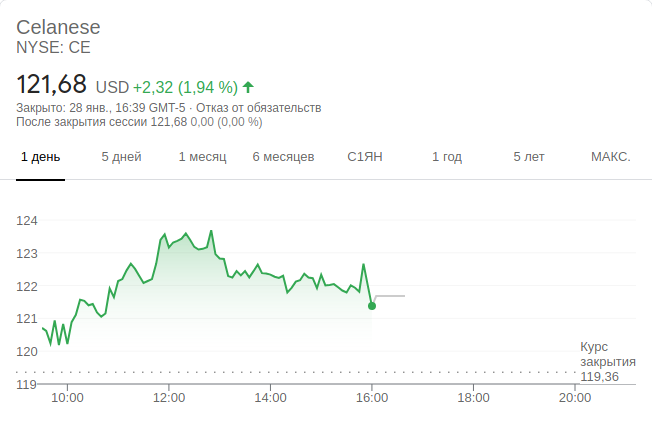 Celanese
NYSE: CE
121,68 USD +2,32 (1,94 %)
Закрыто: 28 янв., 16:39 GMT-5 · Отказ от обязательств
После закрытия сессии 121,68 0,00 (0,00 %)
1 день 5 дней 1 месяц 6 месяцев С1ЯН 1 год 5 лет МАКС.
124
123
122
121
120
119
Курс
закрытия
119,36
10:00 12:00 14:00 16:00 18:00 20:00